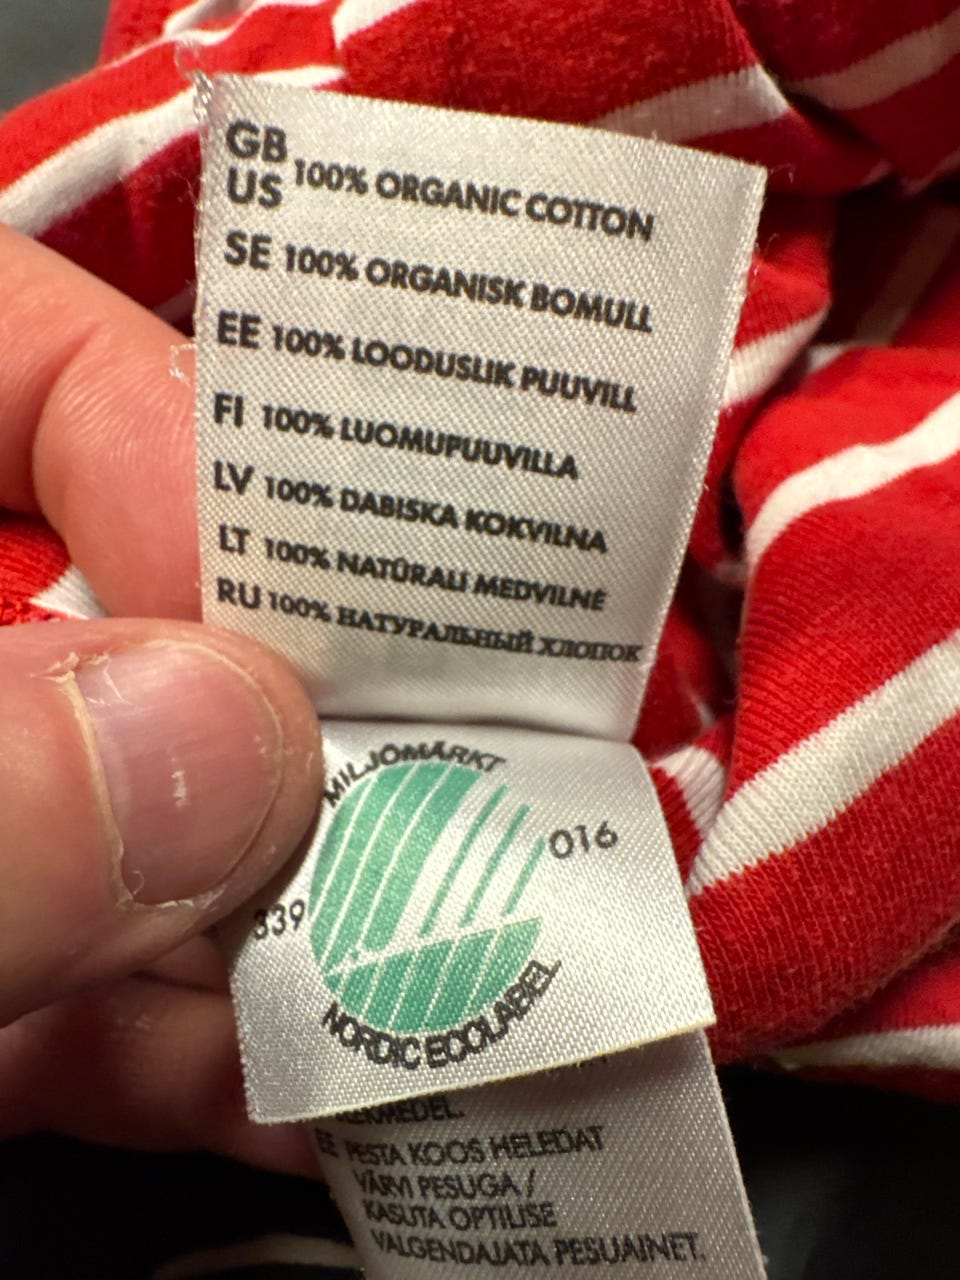 GB
US 100% ORGANIC COTTON
SE 100% ORGANISK BOMULL
EE 100% LOODUSLIK PUUVILL
FI 100% LUOMUPUUVILLA
LV 100% DABISKA KOKVILNA
LT 100% NATŪRALI MEDVILNĖ
RU 100% НАТУРАЛЬНЫЙ ХЛОПОК
MILJÖMÄRKT
016
339
NORDIC ECOLABEL
EE PESTA KOOS HELEDAT
VÄRVI PESUGA /
KASUTA OPTILISE
VALGENDAJATA PESUAINET.